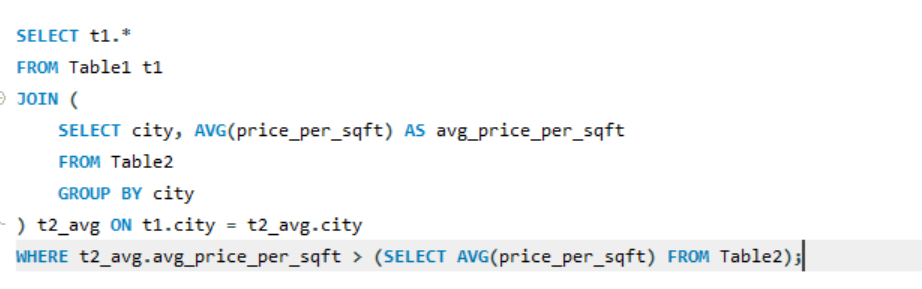 SELECT t1.*
FROM Table1 t1
JOIN (
    SELECT city, AVG(price_per_sqft) AS avg_price_per_sqft
    FROM Table2
    GROUP BY city
) t2_avg ON t1.city = t2_avg.city
WHERE t2_avg.avg_price_per_sqft > (SELECT AVG(price_per_sqft) FROM Table2);